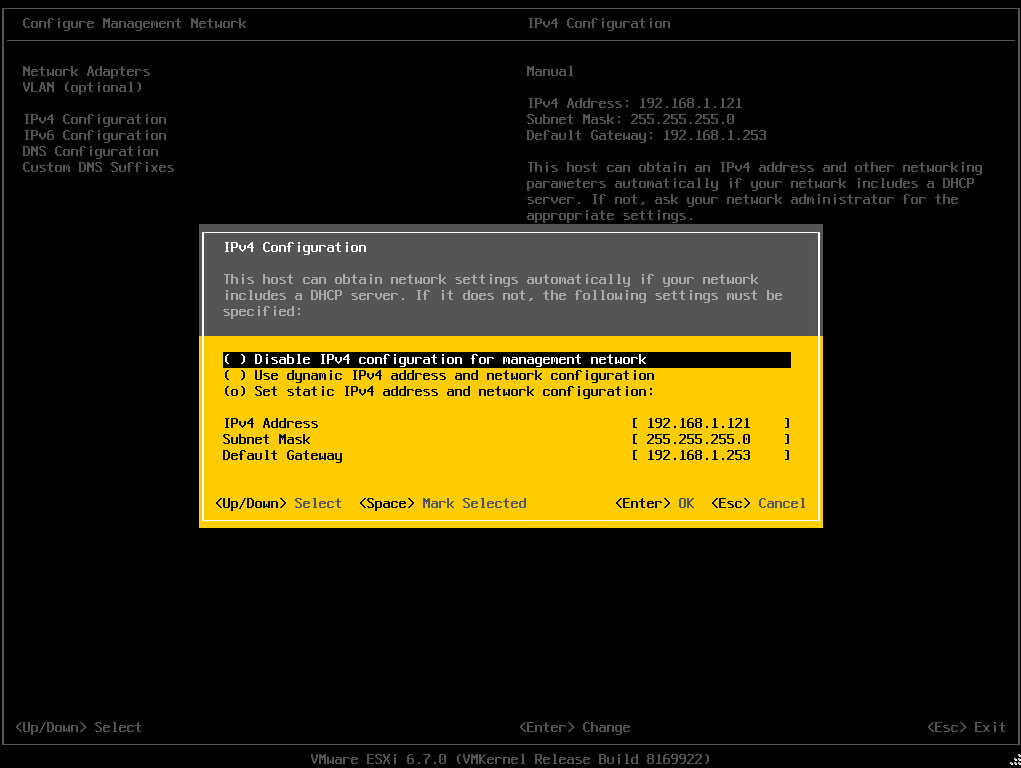 Configure Management Network
IPv4 Configuration
Network Adapters
VLAN (optional)
IPv4 Configuration
IPv6 Configuration
DNS Configuration
Custom DNS Suffixes
Manual
IPv4 Address: 192.168.1.121
Subnet Mask: 255.255.255.0
Default Gateway: 192.168.1.253
This host can obtain an IPv4 address and other networking
parameters automatically if your network includes a DHCP
server. If not, ask your network administrator for the
appropriate settings.
IPv4 Configuration
This host can obtain network settings automatically if your network
includes a DHCP server. If it does not, the following settings must be
specified:
( ) Disable IPv4 configuration for management network
( ) Use dynamic IPv4 address and network configuration
(o) Set static IPv4 address and network configuration:
IPv4 Address [ 192.168.1.121 ]
Subnet Mask [ 255.255.255.0 ]
Default Gateway [ 192.168.1.253 ]
<Up/Down> Select <Space> Mark Selected <Enter> OK <Esc> Cancel
<Up/Down> Select <Enter> Change <Esc> Exit
VMware ESXi 6.7.0 (VMKernel Release Build 8169922)